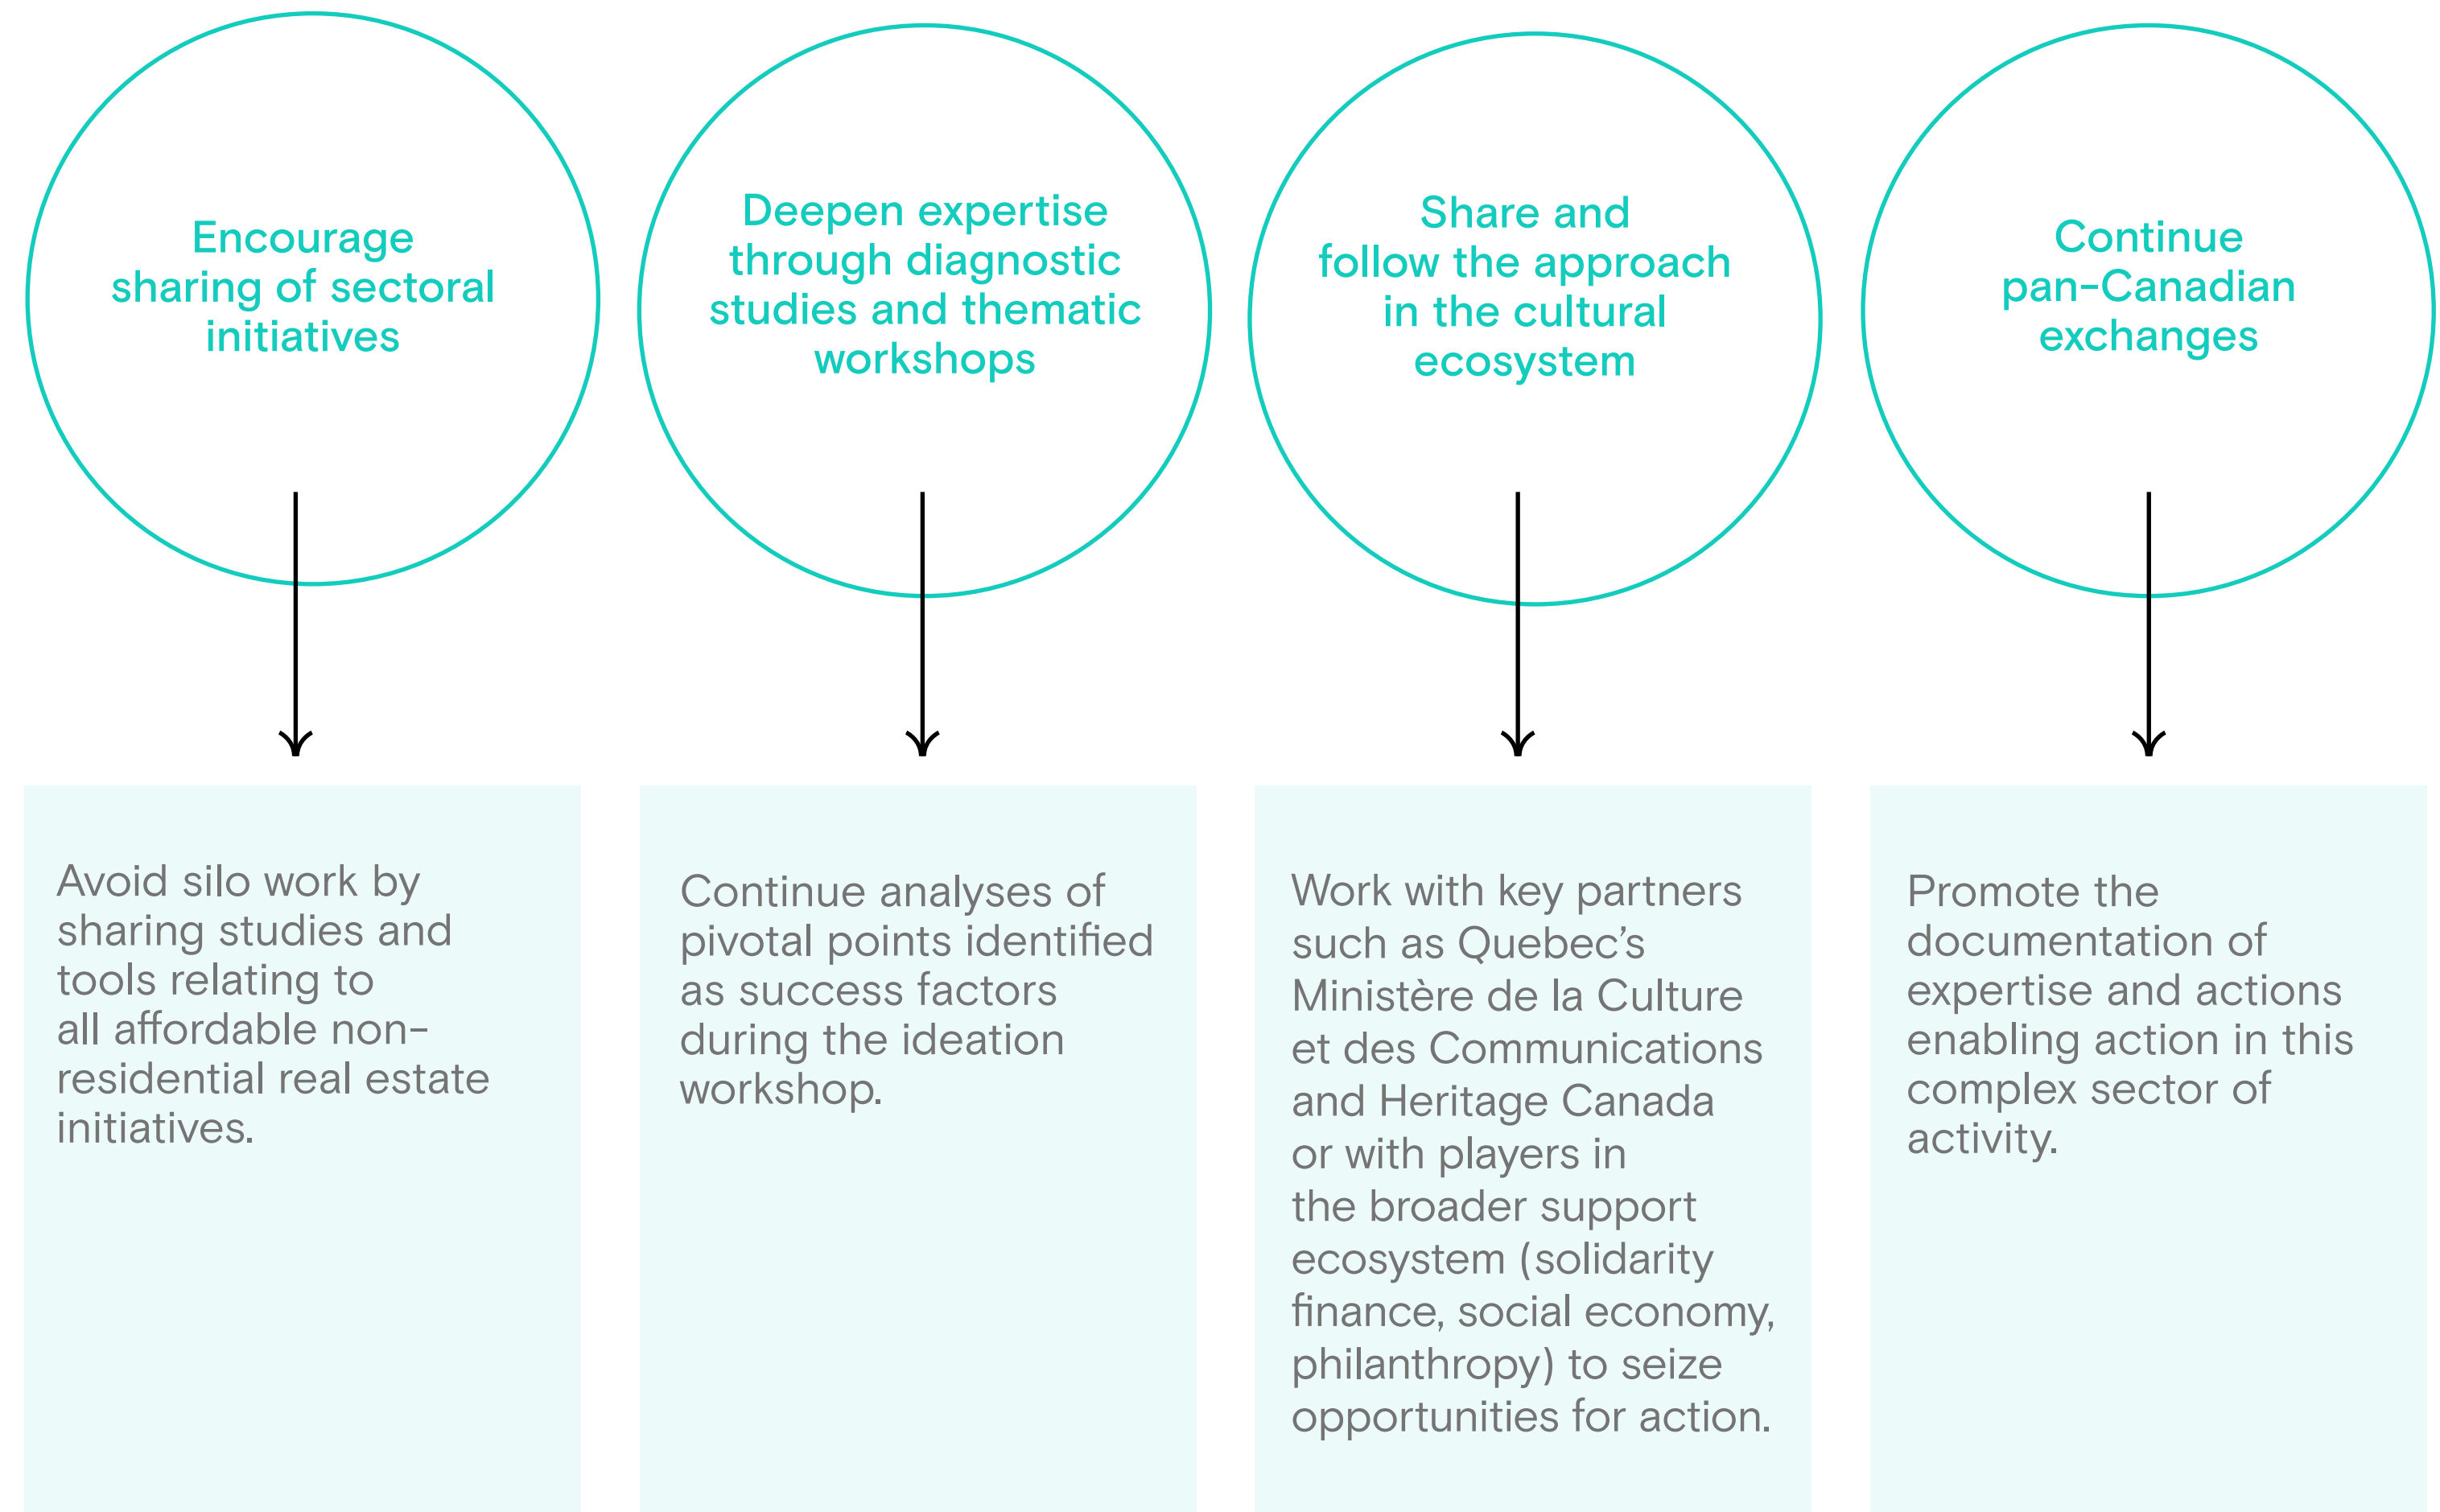 Encourage
sharing of sectoral
initiatives
Deepen expertise
through diagnostic
studies and thematic
workshops
Share and
follow the approach
in the cultural
ecosystem
Continue
pan-Canadian
exchanges
Avoid silo work by
sharing studies and
tools relating to
all affordable non-
residential real estate
initiatives.
Continue analyses of
pivotal points identified
as success factors
during the ideation
workshop.
Work with key partners
such as Quebec’s
Ministère de la Culture
et des Communications
and Heritage Canada
or with players in
the broader support
ecosystem (solidarity
finance, social economy,
philanthropy) to seize
opportunities for action.
Promote the
documentation of
expertise and actions
enabling action in this
complex sector of
activity.